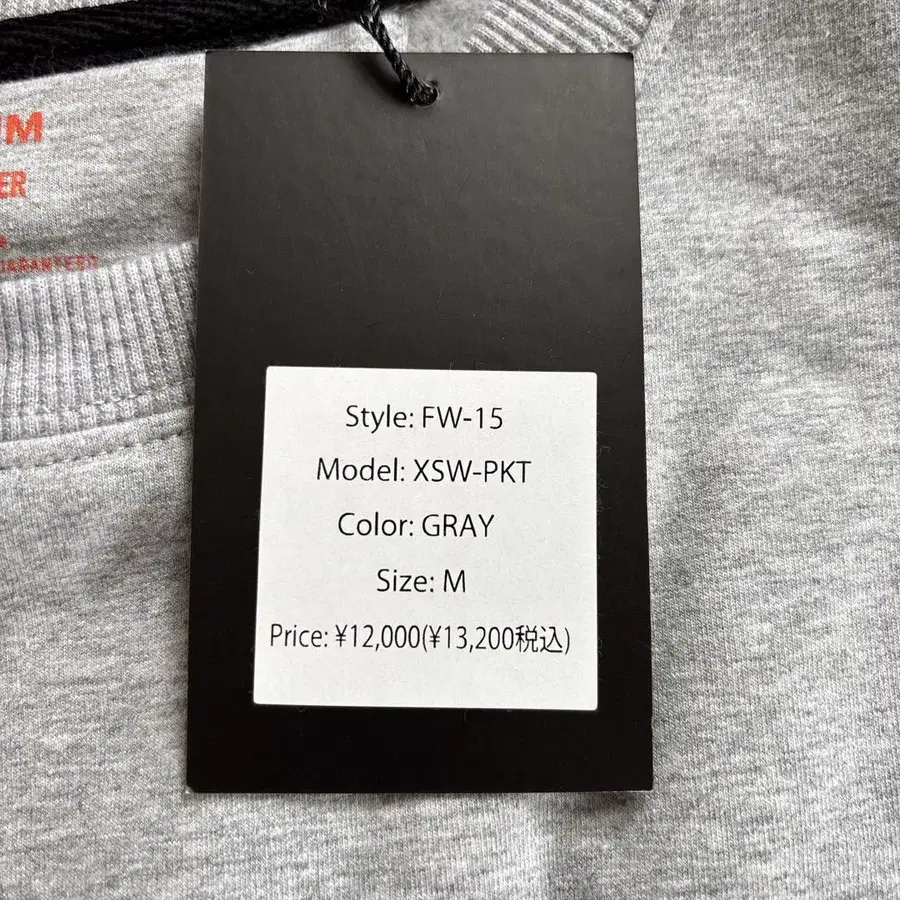 Style: FW-15
Model: XSW-PKT
Color: GRAY
Size: M
Price: ¥12,000(¥13,200税込)